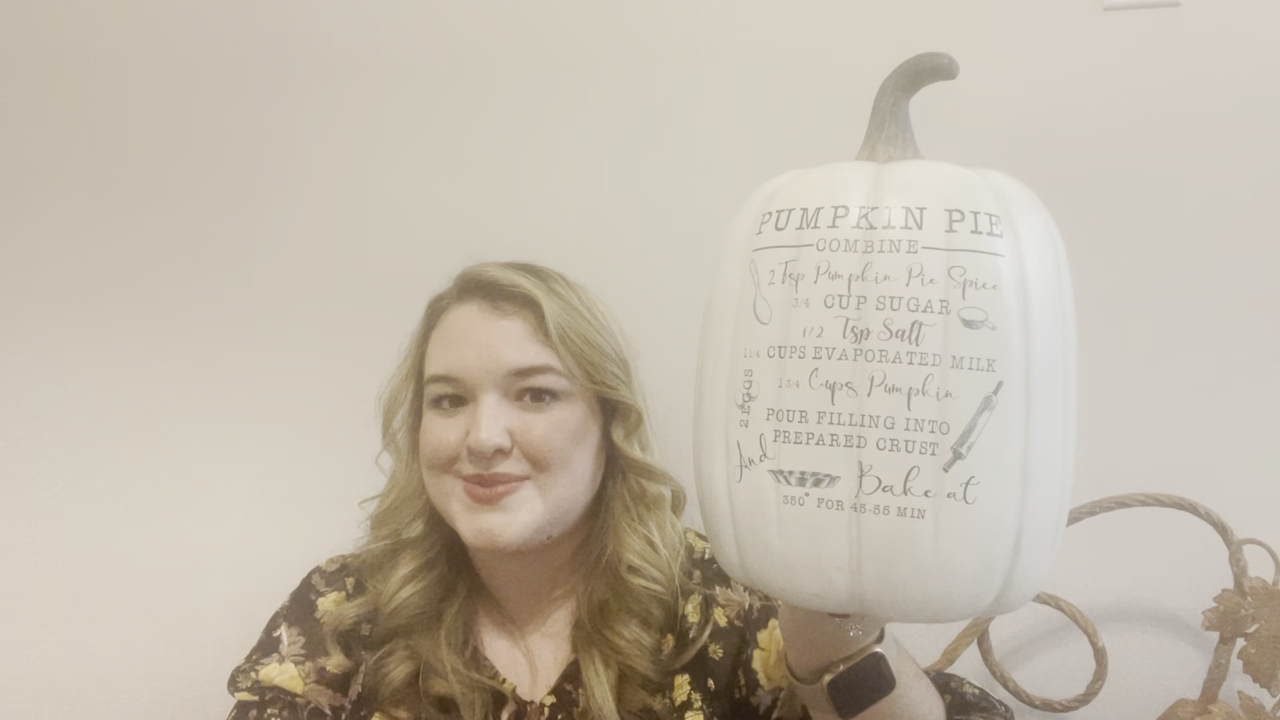 PUMPKIN PIE
COMBINE
2 Tsp Pumpkin Pie Spice
3/4 CUP SUGAR
1/2 Tsp Salt
1 1/4 CUPS EVAPORATED MILK
1 3/4 Cups Pumpkin
2 EGGS
POUR FILLING INTO
PREPARED CRUST
And Bake at
350° FOR 45-55 MIN